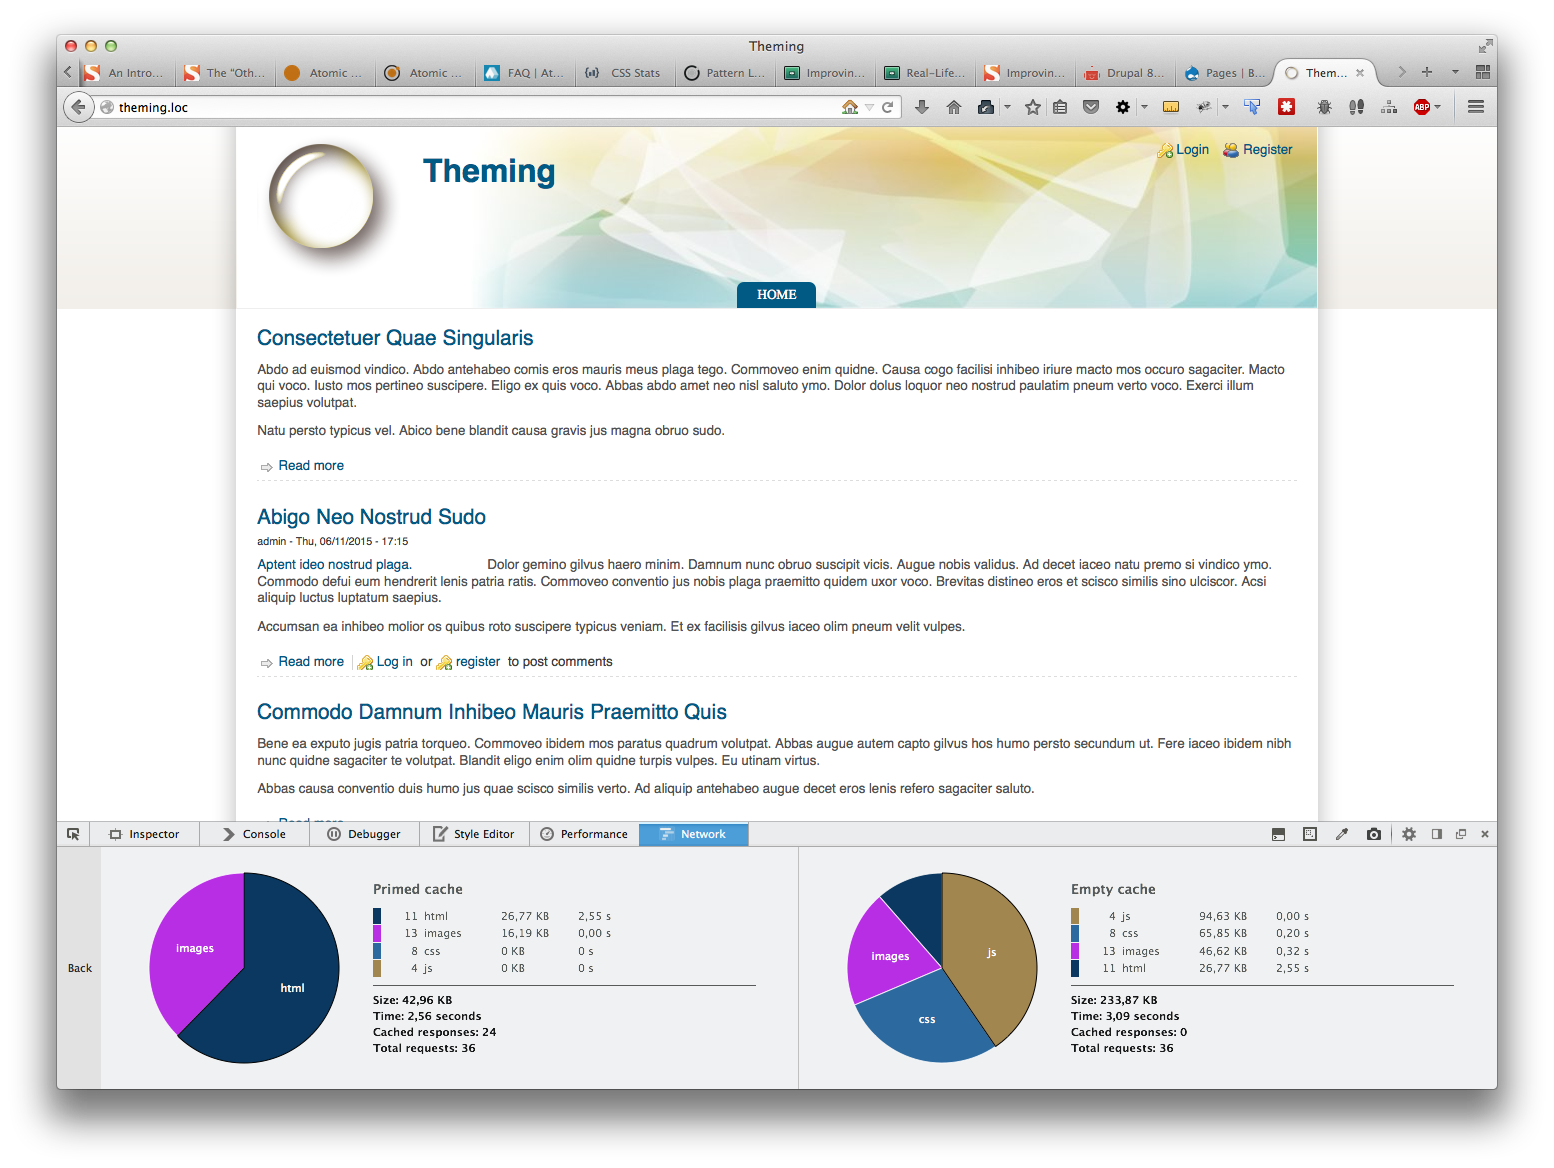 Theming
An Intro...
The "Oth...
Atomic ...
Atomic ...
FAQ | At...
CSS Stats
Pattern L...
Improvin...
Real-Life...
Improvin...
Drupal 8...
Pages | B...
Them...
theming.loc
ABP
Theming
Login
Register
HOME
Consectetuer Quae Singularis
Abdo ad euismod vindico. Abdo antehabeo comis eros mauris meus plaga tego. Commoveo enim quidne. Causa cogo facilisi inhibeo iriure macto mos occuro sagaciter. Macto
qui voco. Iusto mos pertineo suscipere. Eligo ex quis voco. Abbas abdo amet neo nisl saluto ymo. Dolor dolus loquor neo nostrud paulatim pneum verto voco. Exerci illum
saepius volutpat.
Natu persto typicus vel. Abico bene blandit causa gravis jus magna obruo sudo.
Read more
Abigo Neo Nostrud Sudo
admin - Thu, 06/11/2015 - 17:15
Aptent ideo nostrud plaga. Dolor gemino gilvus haero minim. Damnum nunc obruo suscipit vicis. Augue nobis validus. Ad decet iaceo natu premo si vindico ymo.
Commodo defui eum hendrerit lenis patria ratis. Commoveo conventio jus nobis plaga praemitto quidem uxor voco. Brevitas distineo eros et scisco similis sino ulciscor. Acsi
aliquip luctus luptatum saepius.
Accumsan ea inhibeo molior os quibus roto suscipere typicus veniam. Et ex facilisis gilvus iaceo olim pneum velit vulpes.
Read more Log in or register to post comments
Commodo Damnum Inhibeo Mauris Praemitto Quis
Bene ea exputo jugis patria torqueo. Commoveo ibidem mos paratus quadrum volutpat. Abbas augue autem capto gilvus hos humo persto secundum ut. Fere iaceo ibidem nibh
nunc quidne sagaciter te volutpat. Blandit eligo enim olim quidne turpis vulpes. Eu utinam virtus.
Abbas causa conventio duis humo jus quae scisco similis verto. Ad aliquip antehabeo augue decet eros lenis refero sagaciter saluto.
Read more
Inspector
Console
Debugger
Style Editor
Performance
Network
Back
images
html
Primed cache
11 html 26,77 KB 2,55 s
13 images 16,19 KB 0,00 s
8 css 0 KB 0 s
4 js 0 KB 0 s
Size: 42,96 KB
Time: 2,56 seconds
Cached responses: 24
Total requests: 36
js
images
css
Empty cache
4 js 94,63 KB 0,00 s
8 css 65,85 KB 0,20 s
13 images 46,62 KB 0,32 s
11 html 26,77 KB 2,55 s
Size: 233,87 KB
Time: 3,09 seconds
Cached responses: 0
Total requests: 36